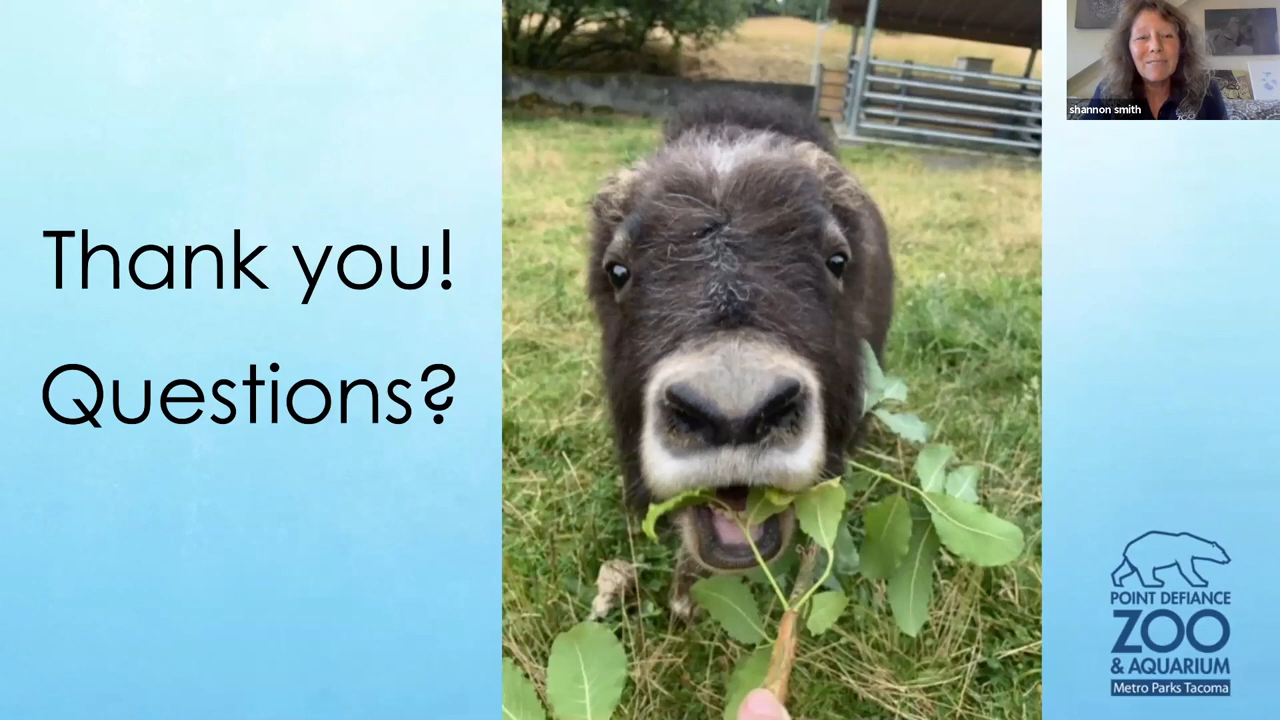 Thank you!
Questions?
shannon smith
POINT DEFIANCE
ZOO
& AQUARIUM
Metro Parks Tacoma